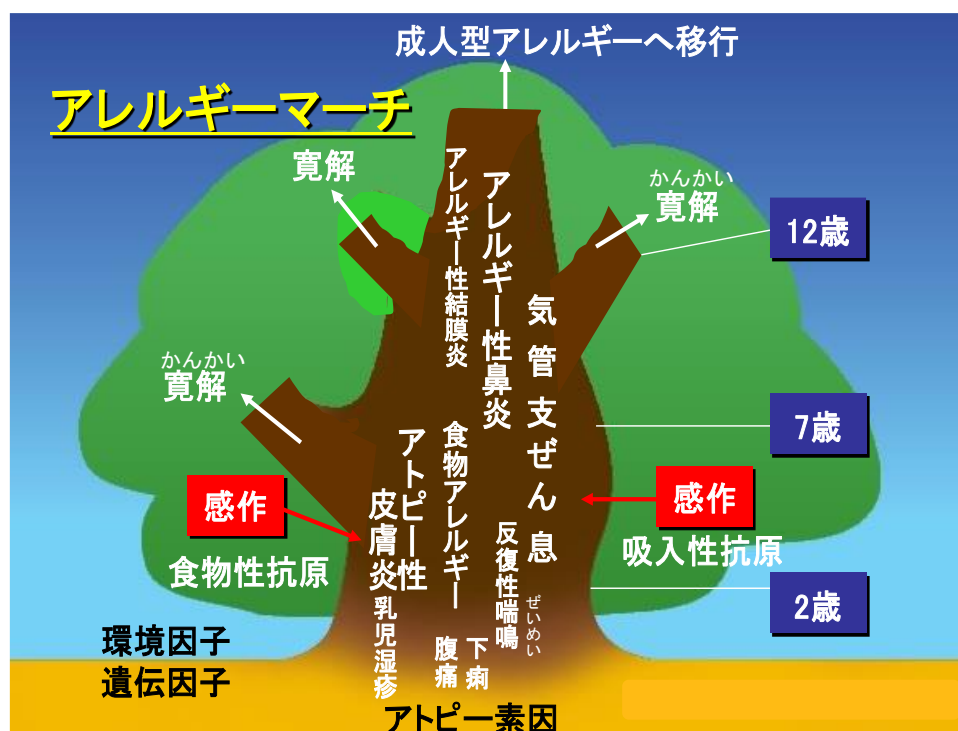 成人型アレルギーへ移行
アレルギーマーチ
寛解
かんかい
寛解
12歳
かんかい
寛解
7歳
2歳
感作
食物性抗原
感作
吸入性抗原
アレルギー性結膜炎
アレルギー性鼻炎
気管支ぜん息
食物アレルギー
アトピー性
皮膚炎
反復性喘鳴
ぜいめい
乳児湿疹
下痢
腹痛
環境因子
遺伝因子
アトピー素因